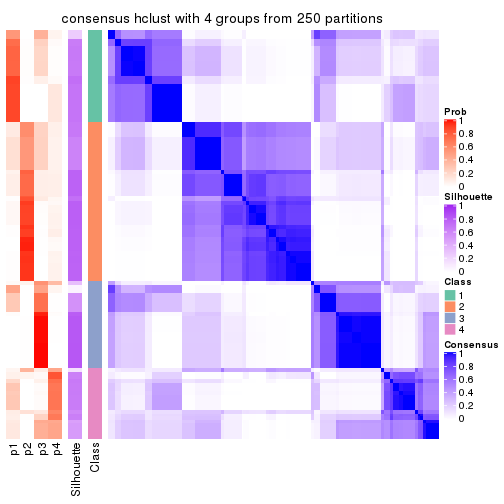 consensus hclust with 4 groups from 250 partitions
Prob
1
0.8
0.6
0.4
0.2
0
Silhouette
1
0.8
0.6
0.4
0.2
0
Class
1
2
3
4
Consensus
1
0.8
0.6
0.4
0.2
0
p1
p2
p3
p4
Silhouette
Class